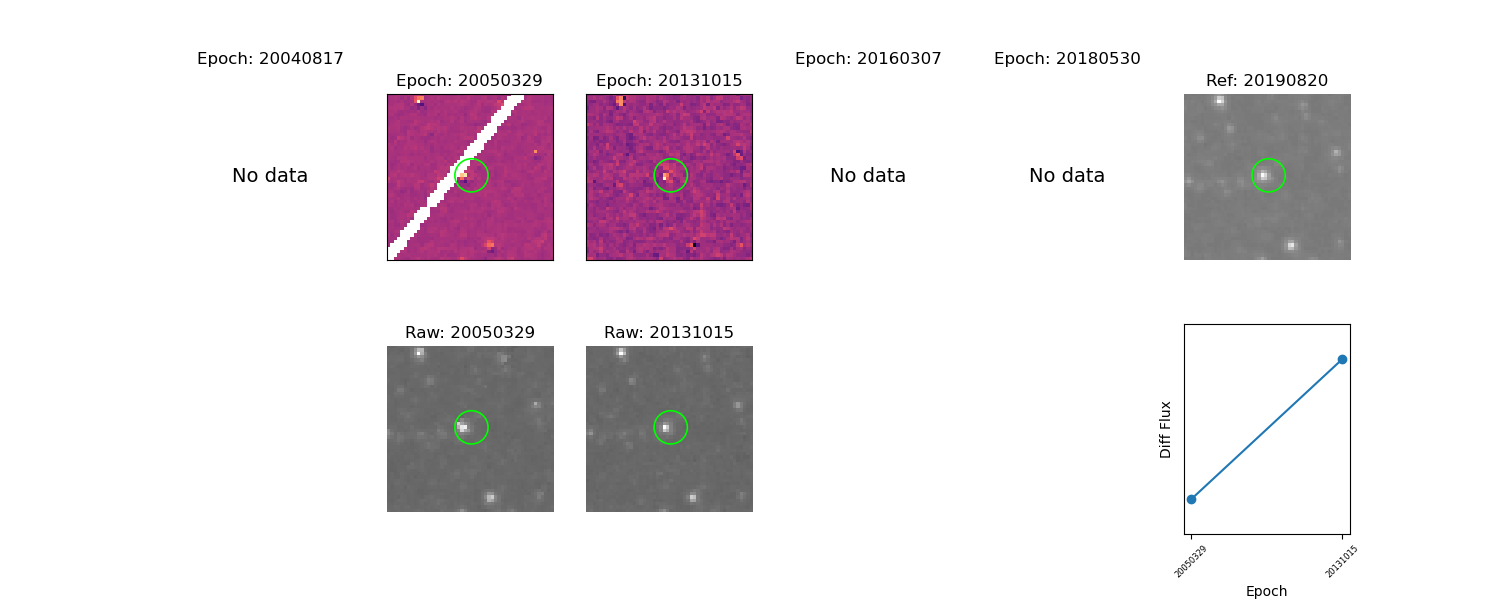 Epoch: 20040817
Epoch: 20050329
Epoch: 20131015
Epoch: 20160307
Epoch: 20180530
Ref: 20190820
No data
No data
No data
Raw: 20050329
Raw: 20131015
Diff Flux
20050329
20131015
Epoch